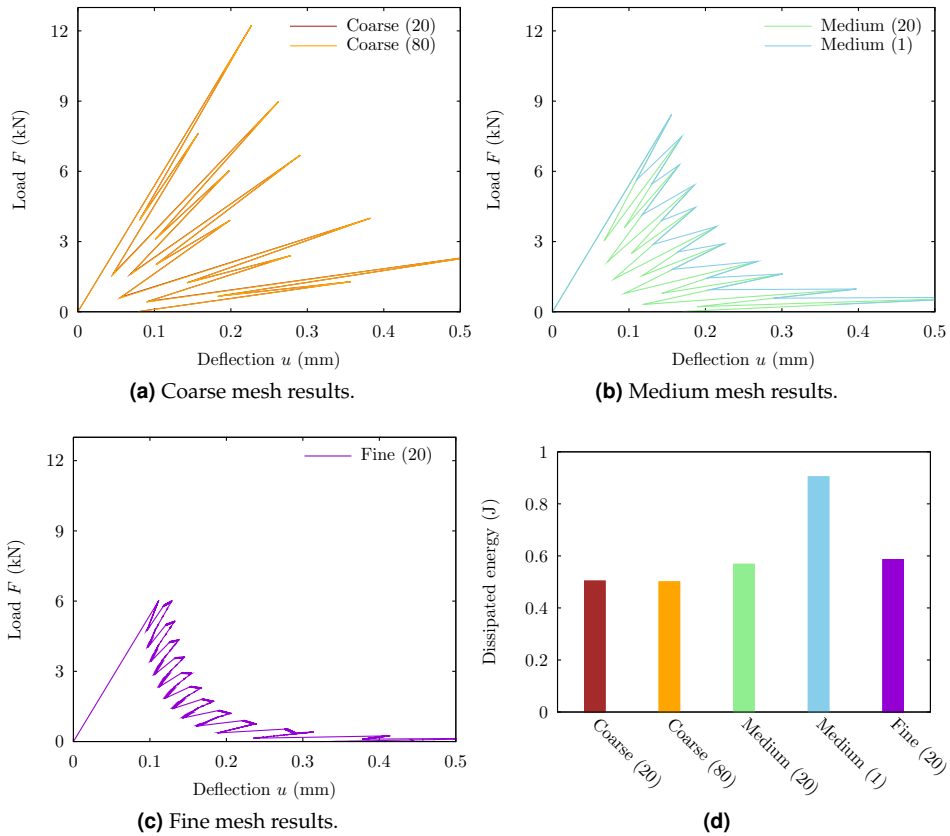 12
9
6
3
0
Load F (kN)
Coarse (20)
Coarse (80)
0
0.1
0.2
0.3
0.4
0.5
Deflection u (mm)
(a) Coarse mesh results.
12
9
6
3
0
Load F (kN)
Medium (20)
Medium (1)
0
0.1
0.2
0.3
0.4
0.5
Deflection u (mm)
(b) Medium mesh results.
12
9
6
3
0
Load F (kN)
Fine (20)
0
0.1
0.2
0.3
0.4
0.5
Deflection u (mm)
(c) Fine mesh results.
1
0.8
0.6
0.4
0.2
0
Dissipated energy (J)
Coarse (20)
Coarse (80)
Medium (20)
Medium (1)
Fine (20)
(d)